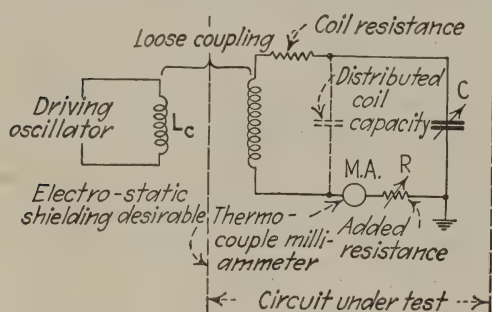 Coil resistance
Loose coupling
Driving
oscillator
Lc
Distributed
coil
capacity
C
M.A.
R
Electro-static
shielding desirable
Thermo-
couple milli-
ammeter
Added
resistance
Circuit under test